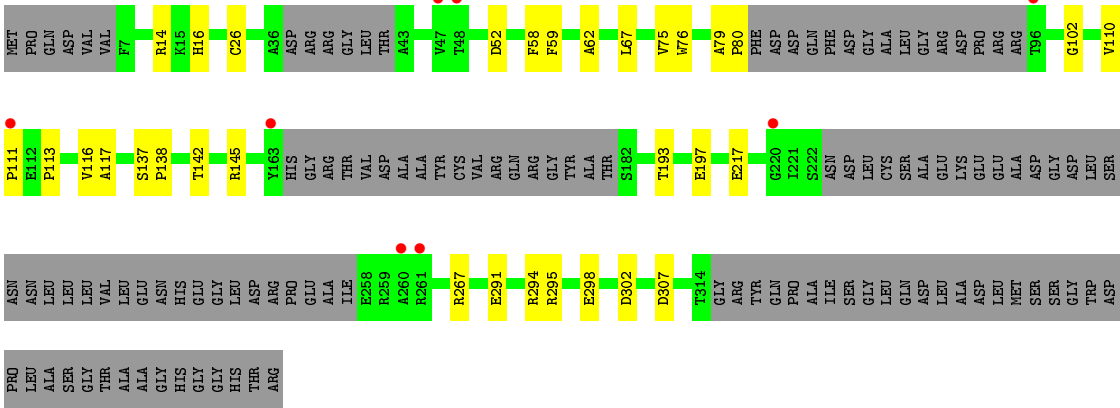 MET PRO GLN ASP VAL VAL F7 R14 K15 H16 C26 A36 ASP ARG ARG GLY LEU THR A43 V47 T48 D52 F58 F59 A62 L67 V75 W76 A79 P80 PHE ASP ASP GLN PHE ASP GLY ALA LEU GLY ARG ASP PRO ARG ARG T96 G102 V110
P111 E112 P113 V116 A117 S137 P138 T142 R145 Y163 HIS GLY ARG THR VAL ASP ALA ALA TYR CYS VAL ARG GLN ARG GLY TYR ALA THR S182 T193 E197 E217 G220 I221 S222 ASN ASP LEU CYS SER ALA GLU LYS GLU GLU ALA ASP GLY ASP LEU SER
ASN ASN LEU LEU LEU VAL LEU GLU ASN HIS GLU GLY LEU ASP ARG PRO GLU ALA ILE E258 R259 A260 R261 R267 E291 R294 R295 E298 D302 D307 T314 GLY ARG TYR GLN PRO ALA ILE SER GLY LEU GLN ASP LEU ALA ASP LEU MET SER SER GLY TRP ASP
PRO LEU ALA SER GLY THR ALA ALA GLY HIS GLY GLY HIS THR ARG